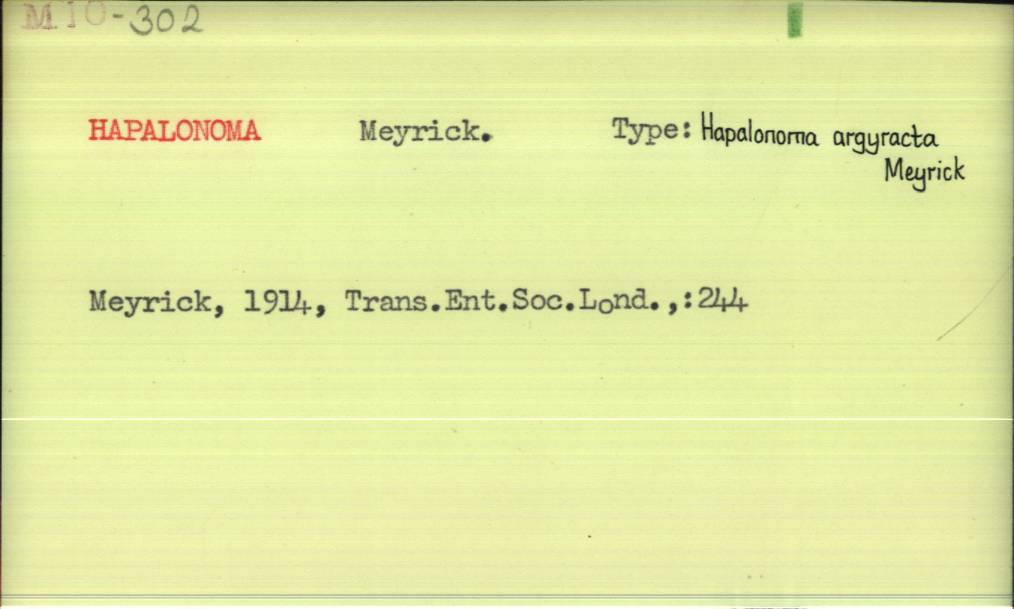 M10-302
HAPALONOMA Meyrick. Type: Hapalonoma argyracta
Meyrick
Meyrick, 1914, Trans.Ent.Soc.Lond.,:244